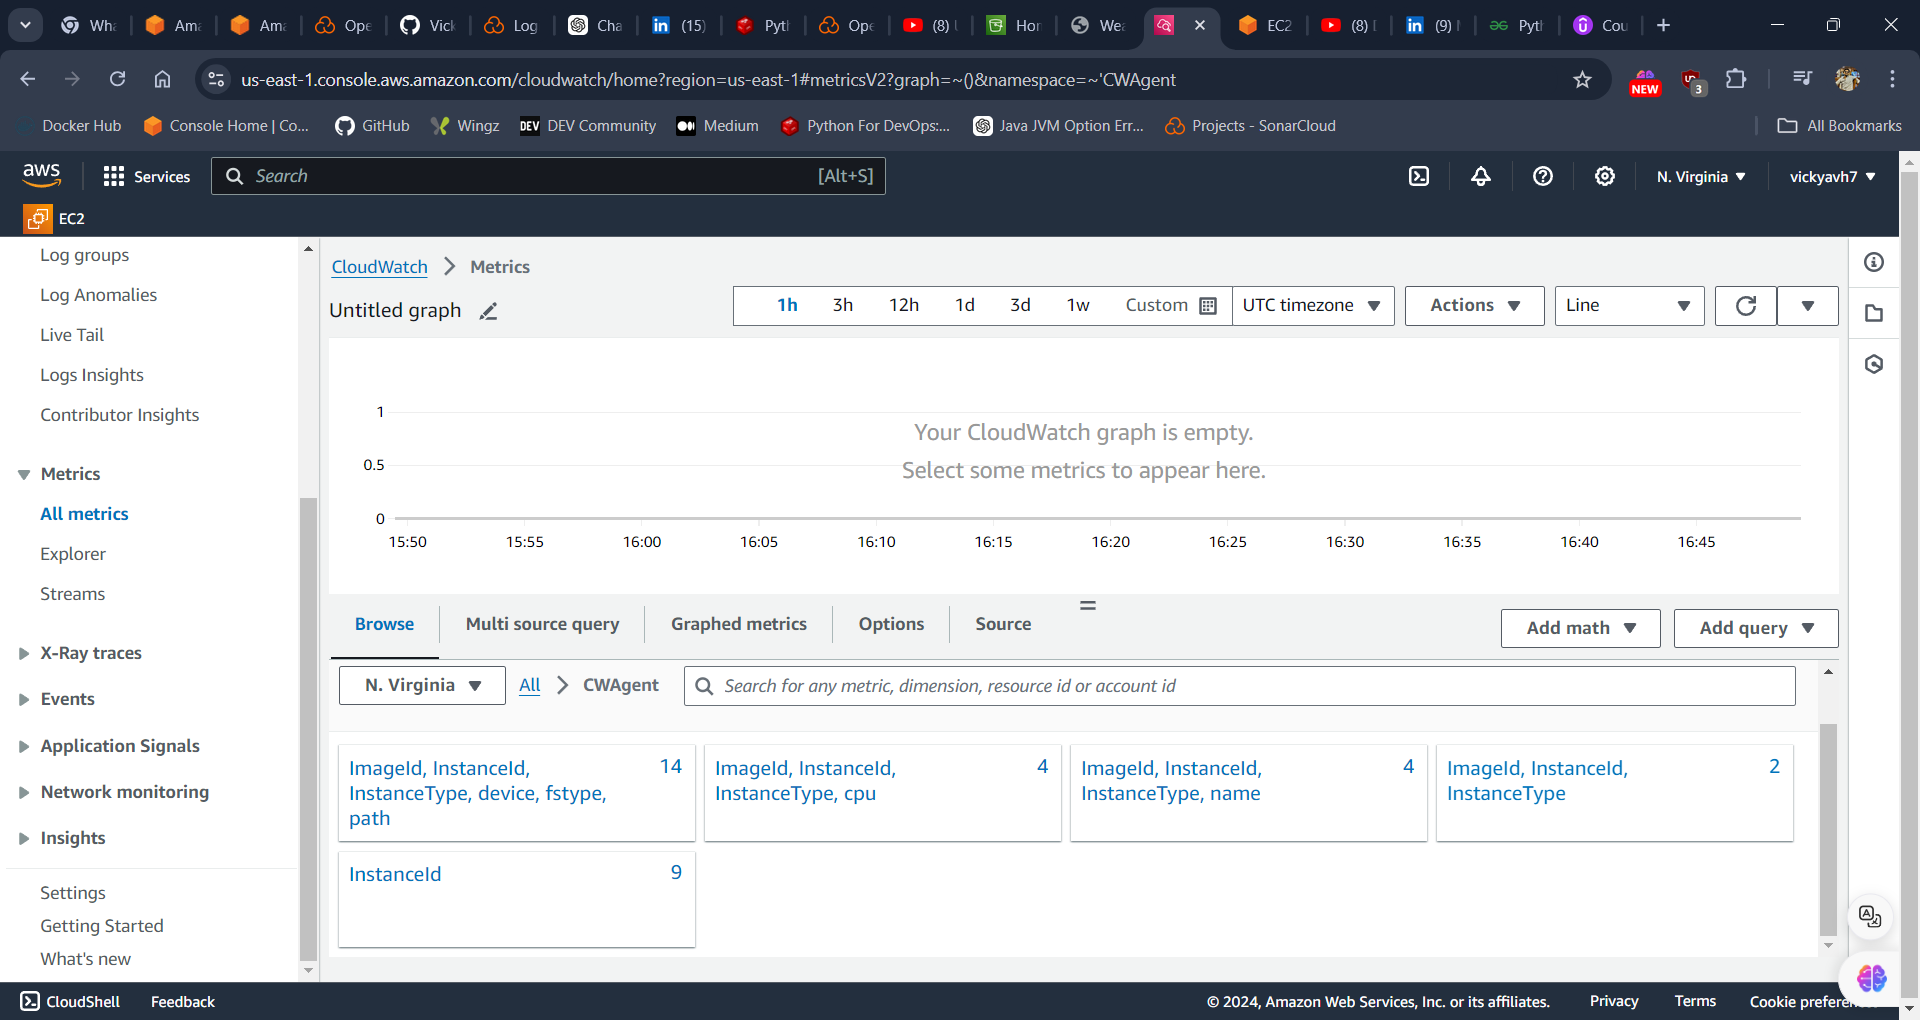 Wha
Ama
Ama
Ope
Vick
Log
Cha
(15)
Pyth
Ope
(8)
Hon
Wea
EC2
(8)
(9)
Pyth
Cou
us-east-1.console.aws.amazon.com/cloudwatch/home?region=us-east-1#metricsV2?graph=~()&namespace=~'CWAgent
NEW
3
Docker Hub
Console Home | Co...
GitHub
Wingz
DEV Community
Medium
Python For DevOps:...
Java JVM Option Err...
Projects - SonarCloud
All Bookmarks
aws
Services
Search
[Alt+S]
N. Virginia
vickyavh7
EC2
Log groups
Log Anomalies
Live Tail
Logs Insights
Contributor Insights
Metrics
All metrics
Explorer
Streams
X-Ray traces
Events
Application Signals
Network monitoring
Insights
Settings
Getting Started
What's new
CloudWatch
Metrics
Untitled graph
1h
3h
12h
1d
3d
1w
Custom
UTC timezone
Actions
Line
1
0.5
0
Your CloudWatch graph is empty.
Select some metrics to appear here.
15:50
15:55
16:00
16:05
16:10
16:15
16:20
16:25
16:30
16:35
16:40
16:45
Browse
Multi source query
Graphed metrics
Options
Source
Add math
Add query
N. Virginia
All
CWAgent
Search for any metric, dimension, resource id or account id
ImageId, InstanceId,
InstanceType, device, fstype,
path
14
ImageId, InstanceId,
InstanceType, cpu
4
ImageId, InstanceId,
InstanceType, name
4
ImageId, InstanceId,
InstanceType
2
InstanceId
9
CloudShell
Feedback
© 2024, Amazon Web Services, Inc. or its affiliates.
Privacy
Terms
Cookie prefere